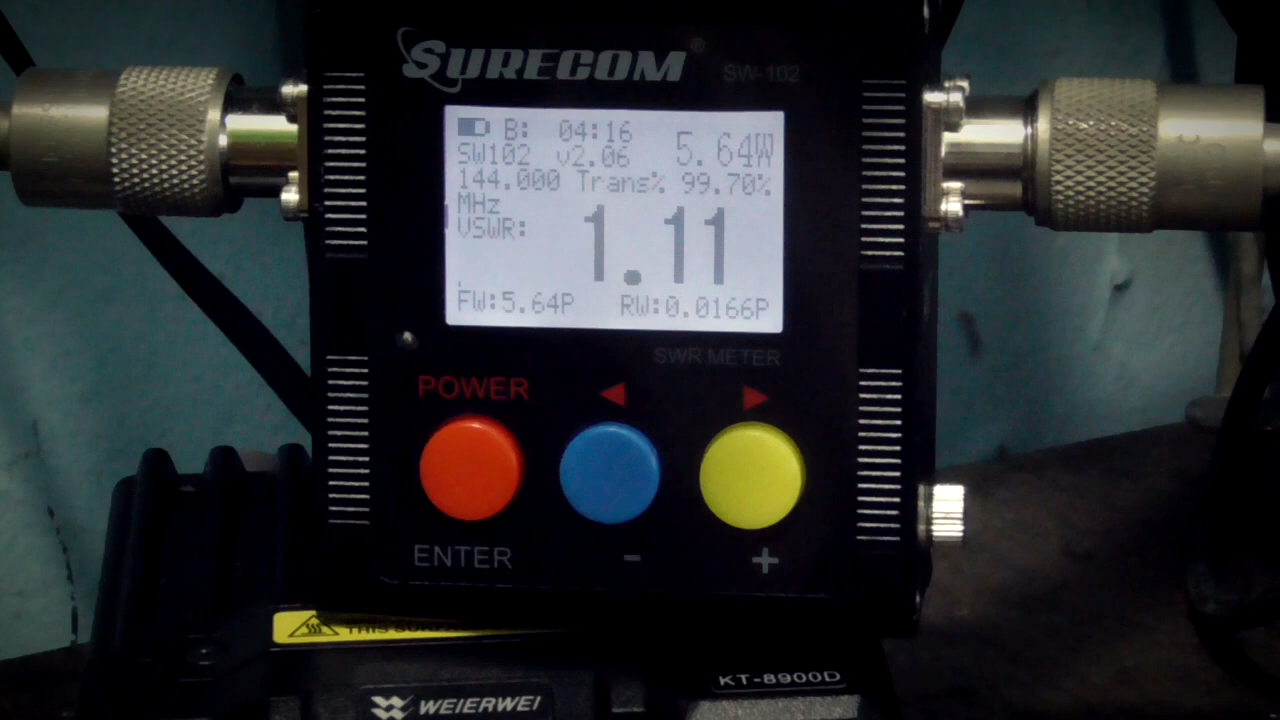 SURECOM®
SW-102
B: 04:16 5.64W
SW102 v2.06
144.000 Trans% 99.70%
MHz
VSWR: 1.11
FW:5.64P RW:0.0166P
SWR METER
POWER ◀ ▶
ENTER - +
THIS SURFA
KT-8900D
WEIERWEI